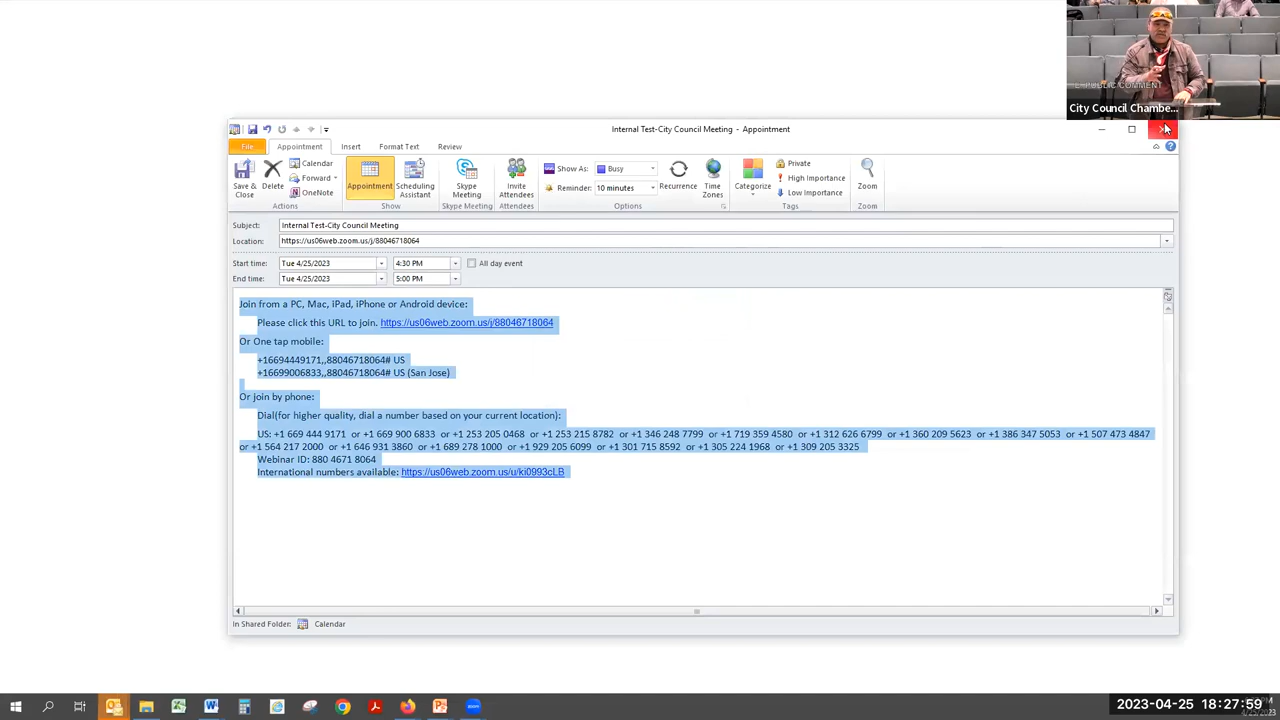 E-PUBLIC COMMENT
City Council Chambe...
Internal Test-City Council Meeting - Appointment
File Appointment Insert Format Text Review
Save & Close
Delete
Calendar
Forward
OneNote
Actions
Appointment
Scheduling Assistant
Show
Skype Meeting
Skype Meeting
Invite Attendees
Attendees
Show As: Busy
Reminder: 10 minutes
Recurrence
Time Zones
Options
Categorize
Private
High Importance
Low Importance
Tags
Zoom
Zoom
Subject: Internal Test-City Council Meeting
Location: https://us06web.zoom.us/j/88046718064
Start time: Tue 4/25/2023 4:30 PM All day event
End time: Tue 4/25/2023 5:00 PM
Join from a PC, Mac, iPad, iPhone or Android device:
Please click this URL to join. https://us06web.zoom.us/j/88046718064
Or One tap mobile:
+16694449171,,88046718064# US
+16699006833,,88046718064# US (San Jose)
Or join by phone:
Dial(for higher quality, dial a number based on your current location):
US: +1 669 444 9171 or +1 669 900 6833 or +1 253 205 0468 or +1 253 215 8782 or +1 346 248 7799 or +1 719 359 4580 or +1 312 626 6799 or +1 360 209 5623 or +1 386 347 5053 or +1 507 473 4847
or +1 564 217 2000 or +1 646 931 3860 or +1 689 278 1000 or +1 929 205 6099 or +1 301 715 8592 or +1 305 224 1968 or +1 309 205 3325
Webinar ID: 880 4671 8064
International numbers available: https://us06web.zoom.us/u/ki0993cLB
In Shared Folder: Calendar
2023-04-25 18:27:59